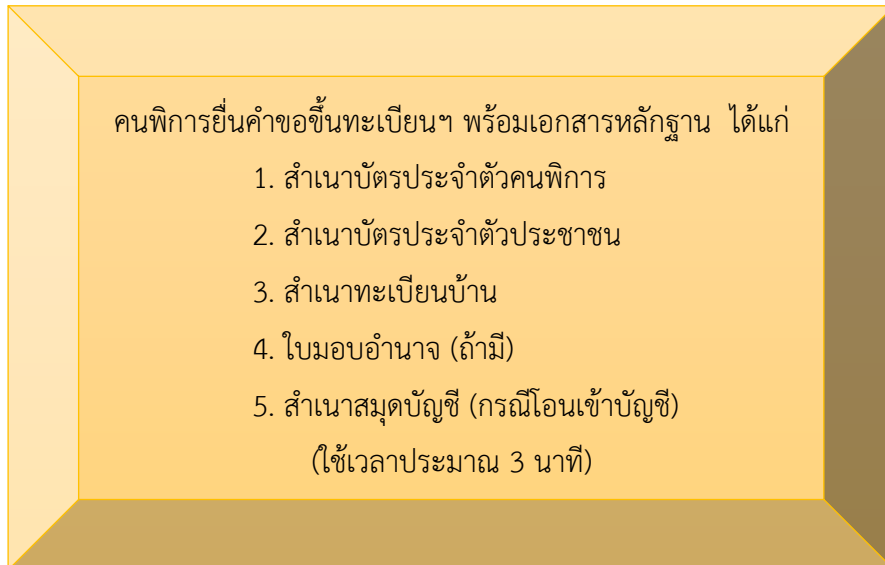 คนพิการยื่นคำขอขึ้นทะเบียนฯ พร้อมเอกสารหลักฐาน ได้แก่
1. สำเนาบัตรประจำตัวคนพิการ
2. สำเนาบัตรประจำตัวประชาชน
3. สำเนาทะเบียนบ้าน
4. ใบมอบอำนาจ (ถ้ามี)
5. สำเนาสมุดบัญชี (กรณีโอนเข้าบัญชี)
(ใช้เวลาประมาณ 3 นาที)